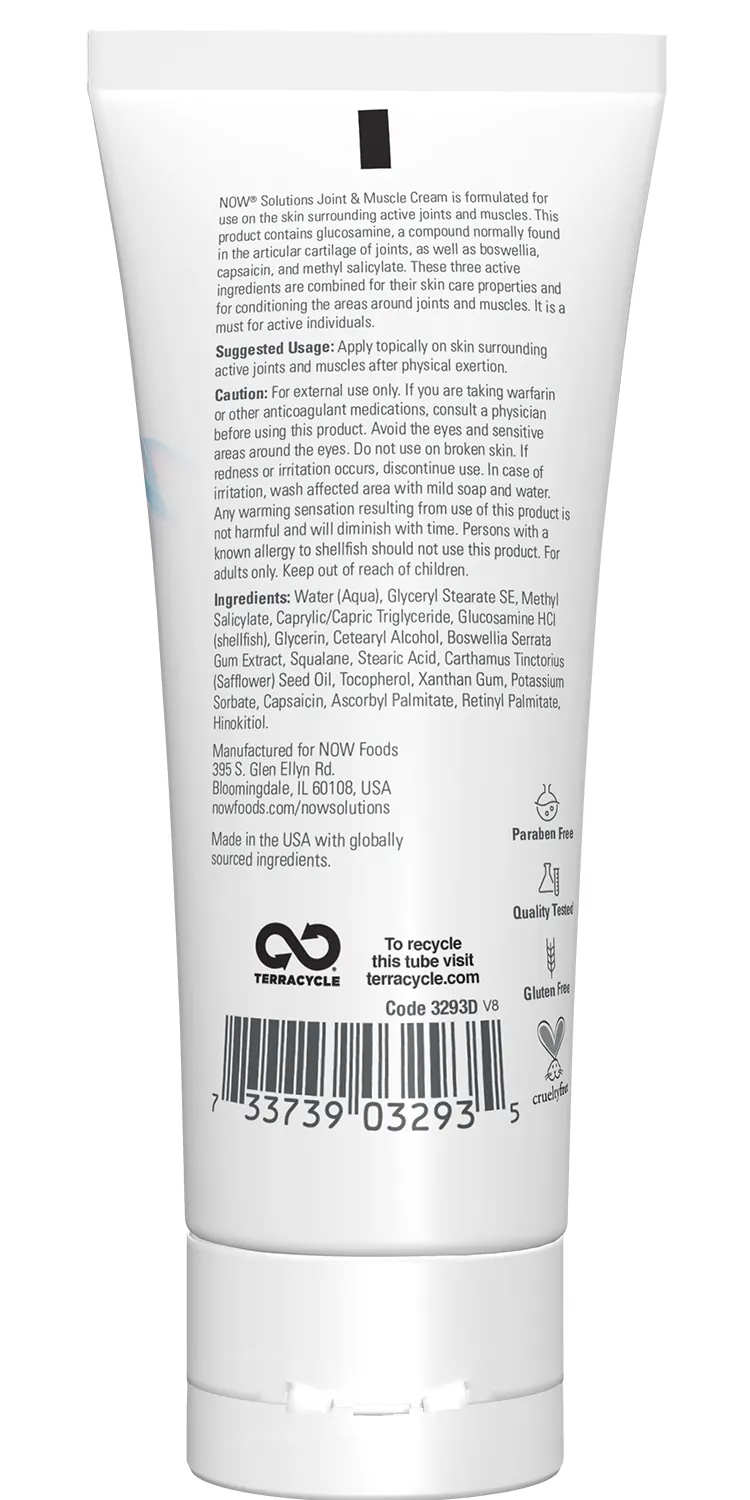 NOW® Solutions Joint & Muscle Cream is formulated for
use on the skin surrounding active joints and muscles. This
product contains glucosamine, a compound normally found
in the articular cartilage of joints, as well as boswellia,
capsaicin, and methyl salicylate. These three active
ingredients are combined for their skin care properties and
for conditioning the areas around joints and muscles. It is a
must for active individuals.
Suggested Usage: Apply topically on skin surrounding
active joints and muscles after physical exertion.
Caution: For external use only. If you are taking warfarin
or other anticoagulant medications, consult a physician
before using this product. Avoid the eyes and sensitive
areas around the eyes. Do not use on broken skin. If
redness or irritation occurs, discontinue use. In case of
irritation, wash affected area with mild soap and water.
Any warming sensation resulting from use of this product is
not harmful and will diminish with time. Persons with a
known allergy to shellfish should not use this product. For
adults only. Keep out of reach of children.
Ingredients: Water (Aqua), Glyceryl Stearate SE, Methyl
Salicylate, Caprylic/Capric Triglyceride, Glucosamine HCl
(shellfish), Glycerin, Cetearyl Alcohol, Boswellia Serrata
Gum Extract, Squalane, Stearic Acid, Carthamus Tinctorius
(Safflower) Seed Oil, Tocopherol, Xanthan Gum, Potassium
Sorbate, Capsaicin, Ascorbyl Palmitate, Retinyl Palmitate,
Hinokitiol.
Manufactured for NOW Foods
395 S. Glen Ellyn Rd.
Bloomingdale, IL 60108, USA
nowfoods.com/nowsolutions
Made in the USA with globally
sourced ingredients.
Paraben Free
Quality Tested
Gluten Free
crueltyfree
TERRACYCLE®
To recycle
this tube visit
terracycle.com
Code 3293D V8
7 33739 03293 5